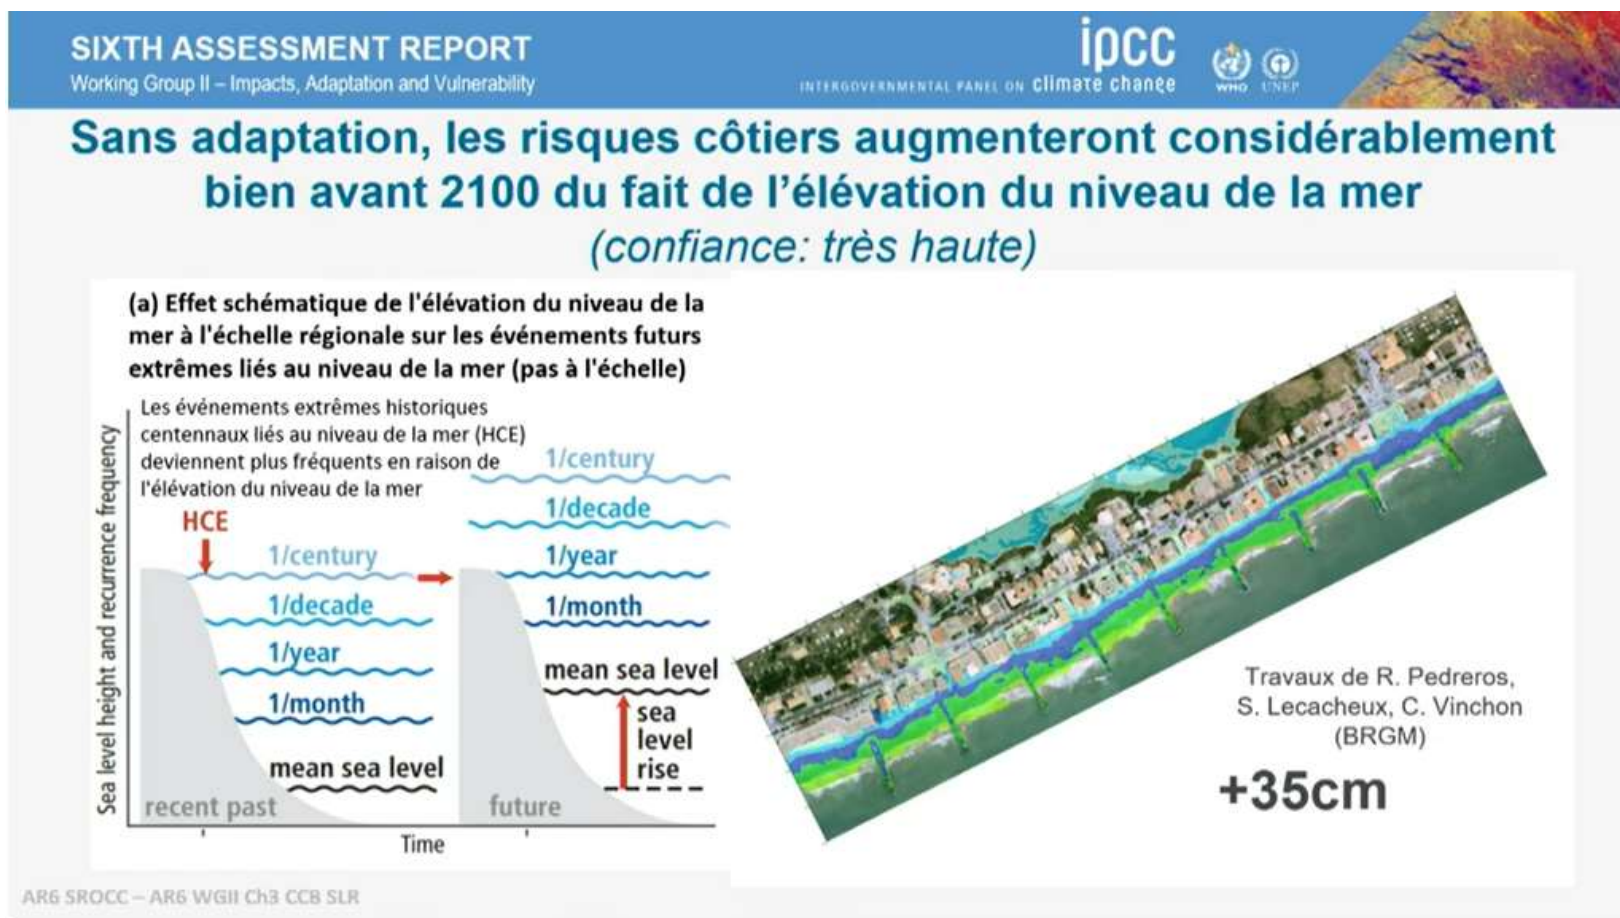 SIXTH ASSESSMENT REPORT
Working Group II – Impacts, Adaptation and Vulnerability
ipcc
INTERGOVERNMENTAL PANEL ON climate change
WMO
UNEP
Sans adaptation, les risques côtiers augmenteront considérablement
bien avant 2100 du fait de l'élévation du niveau de la mer
(confiance: très haute)
(a) Effet schématique de l'élévation du niveau de la
mer à l'échelle régionale sur les événements futurs
extrêmes liés au niveau de la mer (pas à l'échelle)
Sea level height and recurrence frequency
Les événements extrêmes historiques
centennaux liés au niveau de la mer (HCE)
deviennent plus fréquents en raison de
l'élévation du niveau de la mer
HCE
1/century
1/decade
1/year
1/month
mean sea level
recent past
1/century
1/decade
1/year
1/month
mean sea level
sea
level
rise
future
Time
Travaux de R. Pedreros,
S. Lecacheux, C. Vinchon
(BRGM)
+35cm
AR6 SROCC – AR6 WGII Ch3 CCB SLR